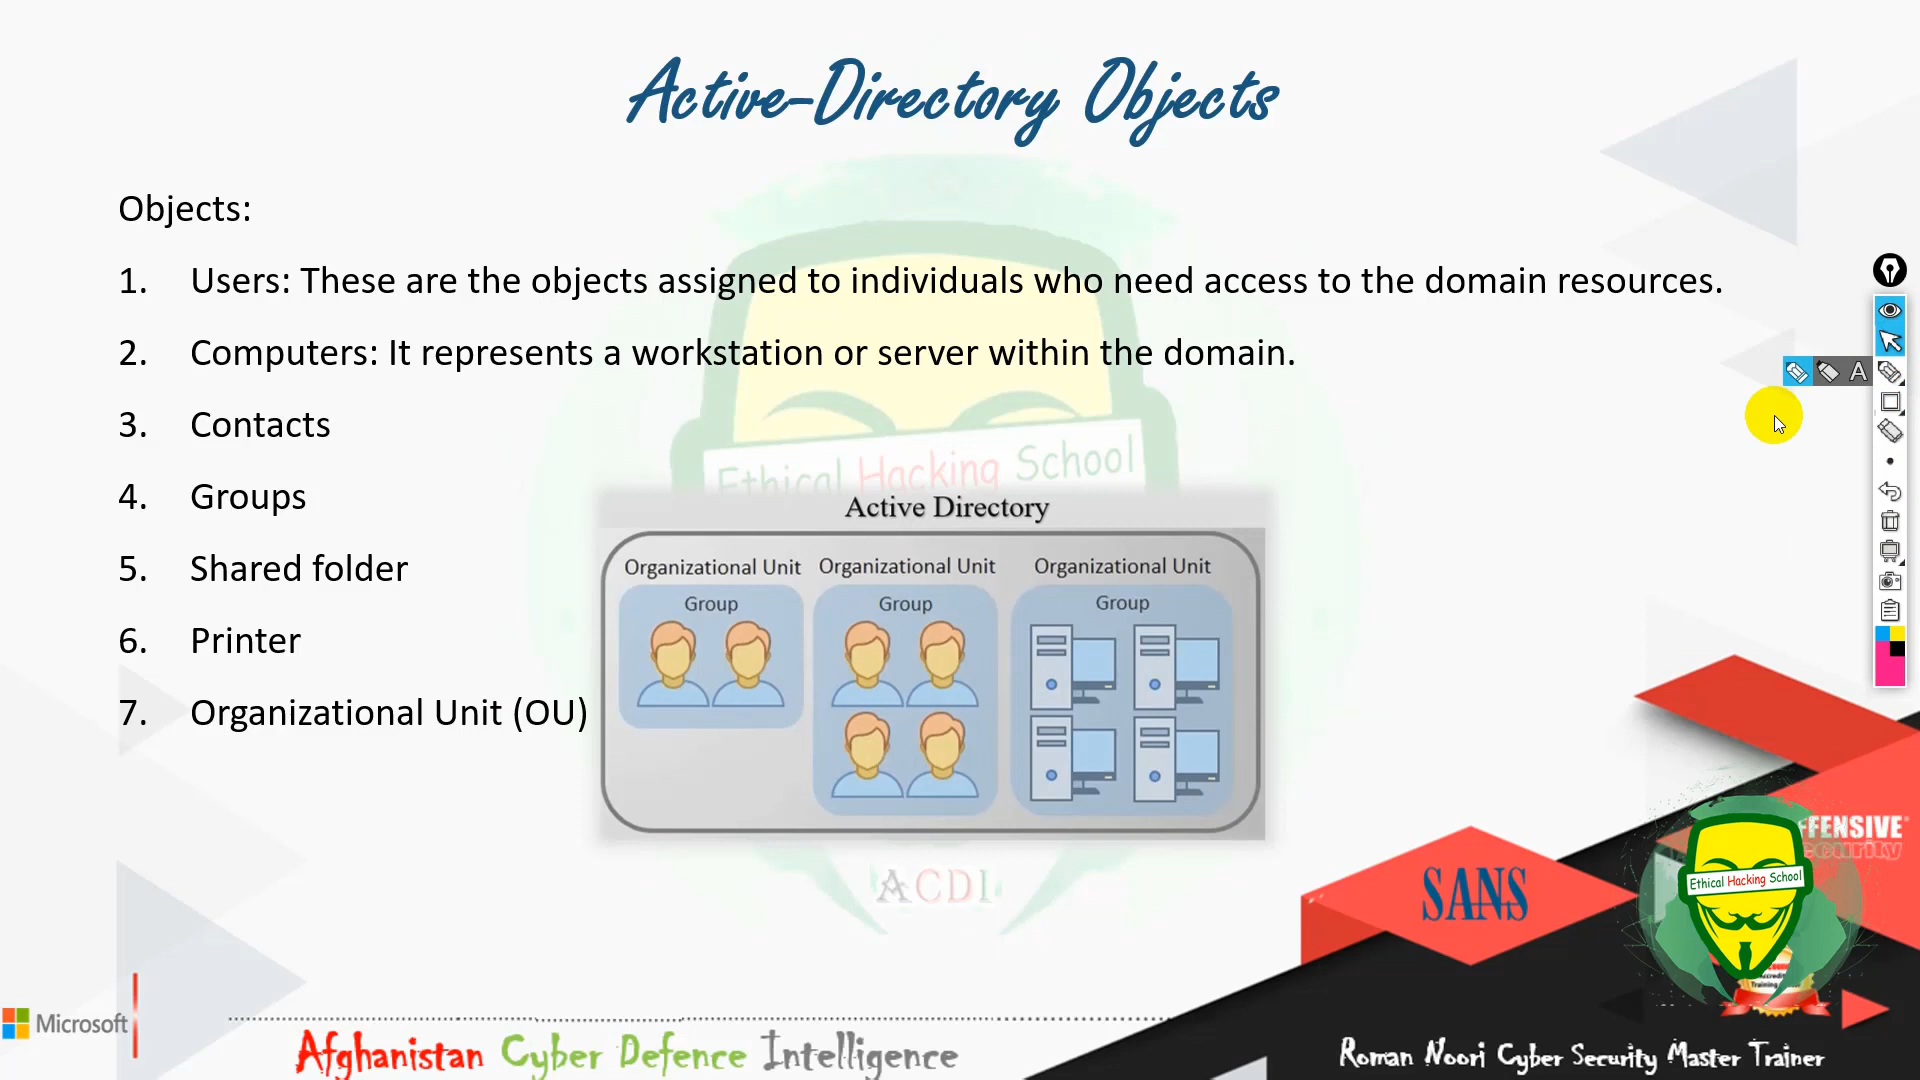 Active-Directory Objects
Objects:
1. Users: These are the objects assigned to individuals who need access to the domain resources.
2. Computers: It represents a workstation or server within the domain.
3. Contacts
4. Groups
5. Shared folder
6. Printer
7. Organizational Unit (OU)
Ethical Hacking School
Active Directory
Organizational Unit Organizational Unit Organizational Unit
Group Group Group
ACDI
A
FFENSIVE
security
SANS
Ethical Hacking School
Microsoft
Afghanistan Cyber Defence Intelligence
Roman Noori Cyber Security Master Trainer